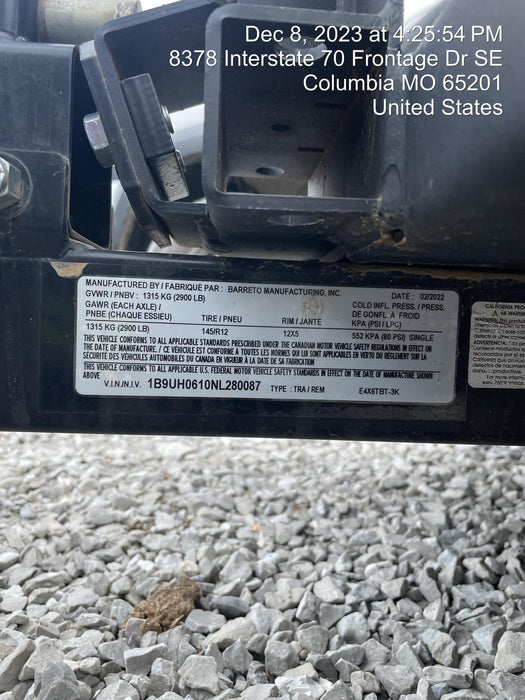 Dec 8, 2023 at 4:25:54 PM
8378 Interstate 70 Frontage Dr SE
Columbia MO 65201
United States
MANUFACTURED BY / FABRIQUÉ PAR : BARRETO MANUFACTURING, INC.
GVWR / PNBV : 1315 KG (2900 LB) DATE : 02/2022
GAWR (EACH AXLE) / PNBE (CHAQUE ESSIEU) TIRE / PNEU RIM / JANTE COLD INFL. PRESS. / PRESS. DE GONFL. À FROID KPA (PSI / LPC)
1315 KG (2900 LB) 145/R12 12X5 552 KPA (80 PSI) SINGLE
THIS VEHICLE CONFORMS TO ALL APPLICABLE STANDARDS PRESCRIBED UNDER THE CANADIAN MOTOR VEHICLE SAFETY REGULATIONS IN EFFECT ON
THE DATE OF MANUFACTURE. / CE VÉHICULE EST CONFORME À TOUTES LES NORMES QUI LUI SONT APPLICABLES EN VERTU DU RÈGLEMENT SUR LA
SÉCURITÉ DES VÉHICULES AUTOMOBILES DU CANADA EN VIGUEUR À LA DATE DE SA FABRICATION
THIS VEHICLE CONFORMS TO ALL APPLICABLE U.S. FEDERAL MOTOR VEHICLE SAFETY STANDARDS IN EFFECT ON THE DATE OF MANUFACTURE SHOWN
ABOVE
V.I.N./N.I.V. 1B9UH0610NL280087 TYPE : TRA / REM E4X6TBT-3K
CALIFORNIA